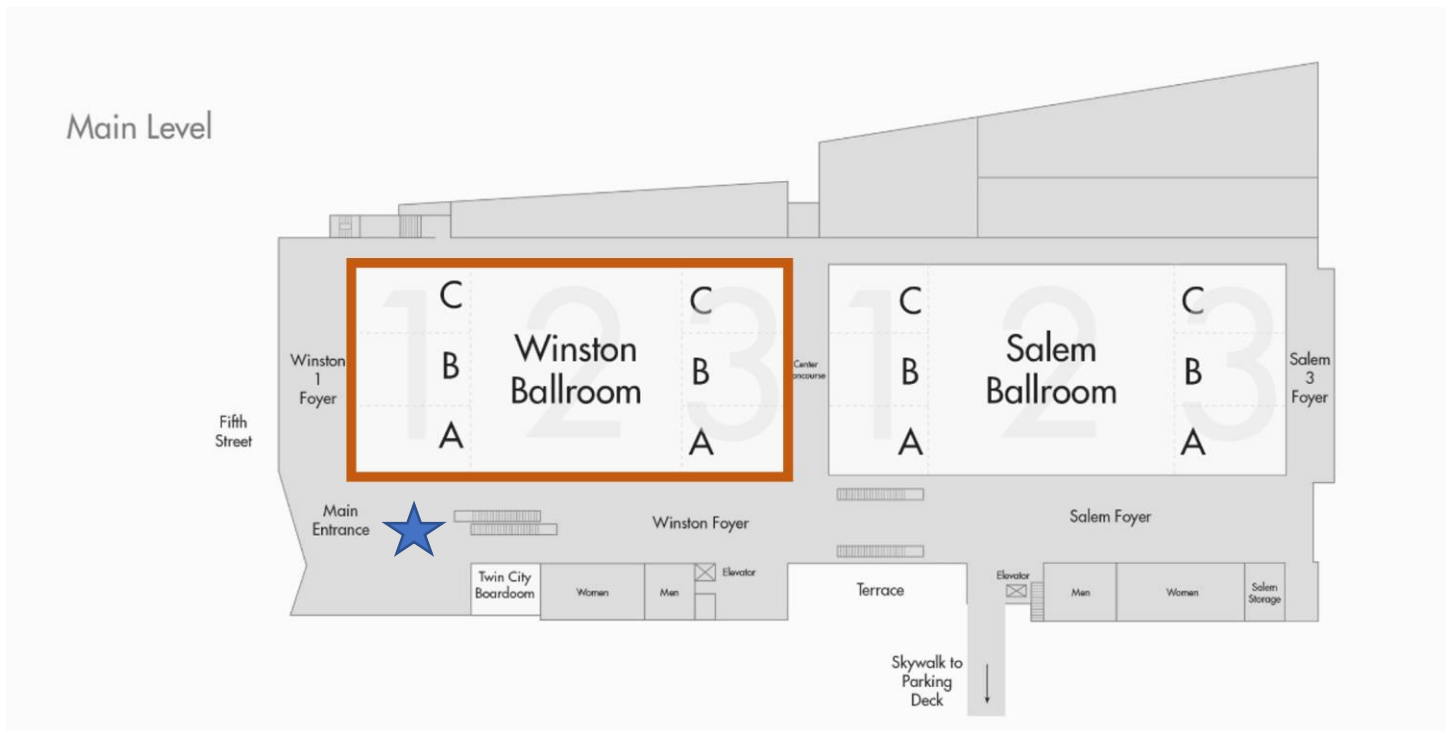 Main Level
C
C
C
C
1
2
3
1
2
3
Winston
Ballroom
Salem
Ballroom
Winston
1
Foyer
B
B
Center
B
B
Salem
3
Foyer
Fifth
Street
A
A
A
A
Main
Entrance
Winston Foyer
Salem Foyer
Twin City
Boardoom
Women
Men
Elevator
Terrace
Elevator
Men
Women
Salem
Storage
Skywalk to
Parking
Deck